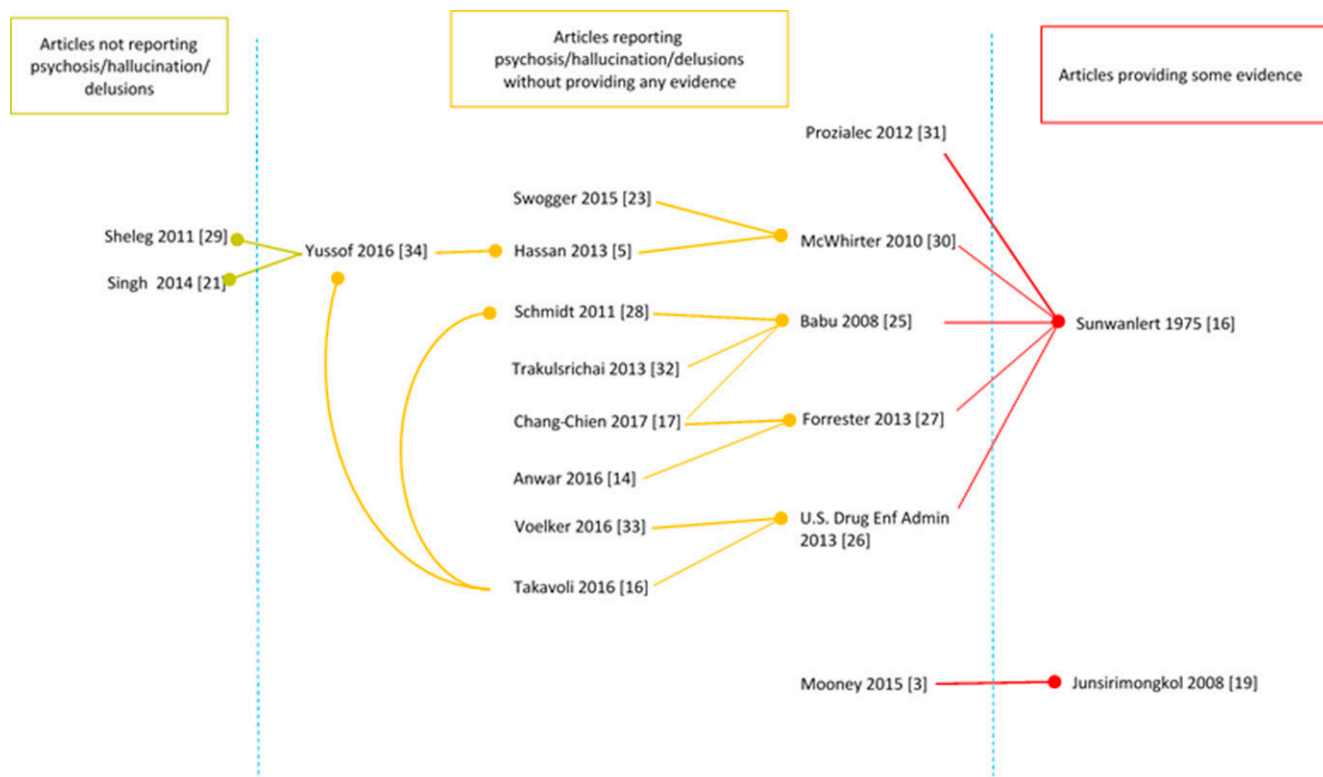 Articles not reporting
psychosis/hallucination/
delusions
Articles reporting
psychosis/hallucination/delusions
without providing any evidence
Articles providing some evidence
Prozialec 2012 [31]
Swogger 2015 [23]
Sheleg 2011 [29]
Yussof 2016 [34]
Hassan 2013 [5]
McWhirter 2010 [30]
Singh 2014 [21]
Schmidt 2011 [28]
Babu 2008 [25]
Sunwanlert 1975 [16]
Trakulsrichai 2013 [32]
Chang-Chien 2017 [17]
Forrester 2013 [27]
Anwar 2016 [14]
Voelker 2016 [33]
U.S. Drug Enf Admin
2013 [26]
Takavoli 2016 [16]
Mooney 2015 [3]
Junsirimongkol 2008 [19]